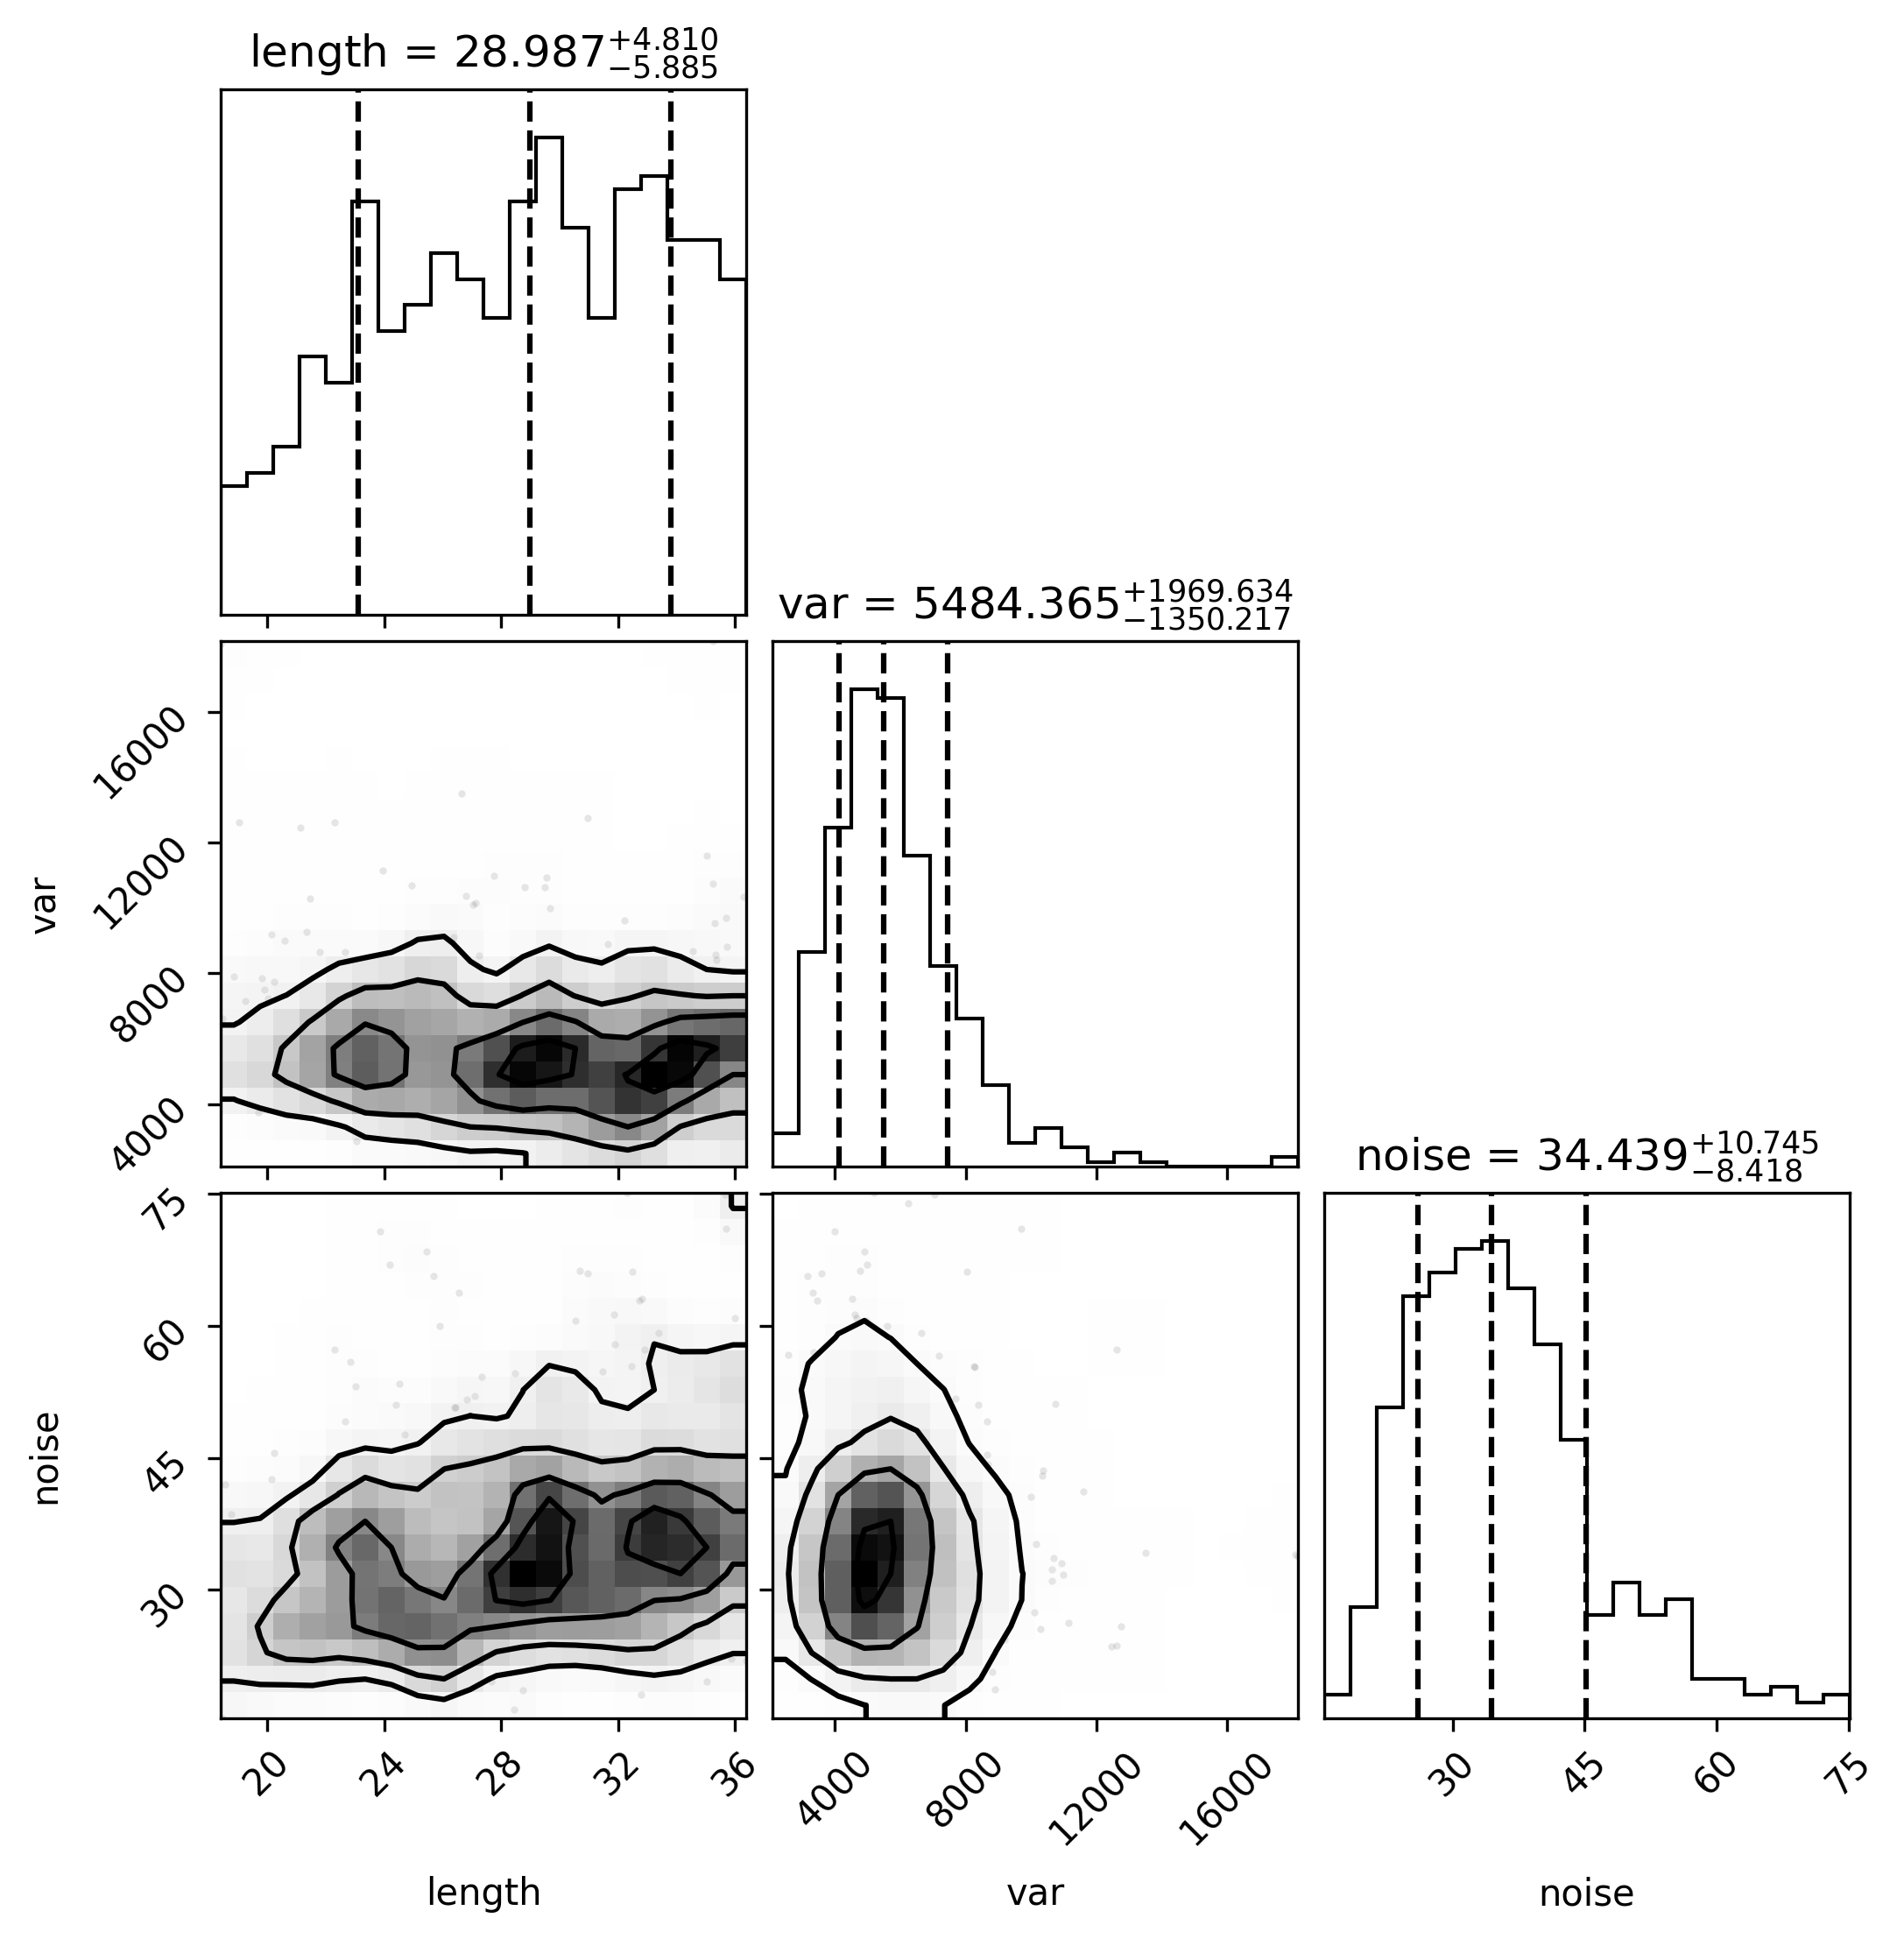 length = 28.987+4.810 −5.885
var = 5484.365+1969.634 −1350.217
16000
12000
8000
4000
var
noise = 34.439+10.745 −8.418
75
60
45
30
noise
20 24 28 32 36 4000 8000 12000 16000 30 45 60 75
length var noise